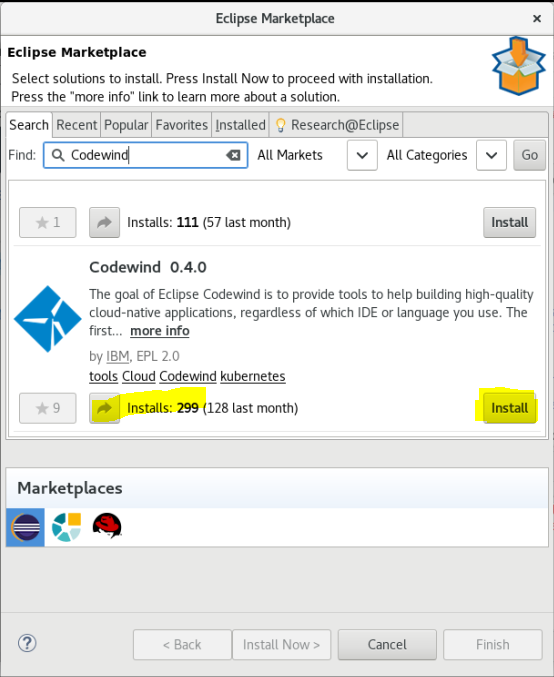 Eclipse Marketplace
Eclipse Marketplace
Select solutions to install. Press Install Now to proceed with installation.
Press the "more info" link to learn more about a solution.
Search Recent Popular Favorites Installed Research@Eclipse
Find: Codewind All Markets All Categories Go
1 Installs: 111 (57 last month) Install
Codewind 0.4.0
The goal of Eclipse Codewind is to provide tools to help building high-quality
cloud-native applications, regardless of which IDE or language you use. The
first... more info
by IBM, EPL 2.0
tools Cloud Codewind kubernetes
9 Installs: 299 (128 last month) Install
Marketplaces
< Back Install Now > Cancel Finish